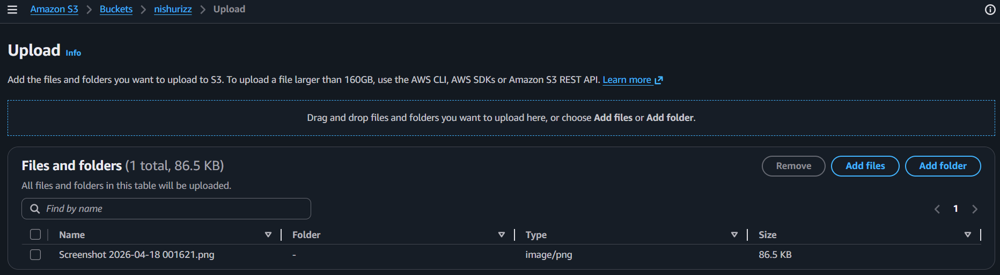 Amazon S3 > Buckets > nishurizz > Upload
Upload Info
Add the files and folders you want to upload to S3. To upload a file larger than 160GB, use the AWS CLI, AWS SDKs or Amazon S3 REST API. Learn more
Drag and drop files and folders you want to upload here, or choose Add files or Add folder.
Files and folders (1 total, 86.5 KB)
Remove Add files Add folder
All files and folders in this table will be uploaded.
Find by name
1
Name Folder Type Size
Screenshot 2026-04-18 001621.png - image/png 86.5 KB